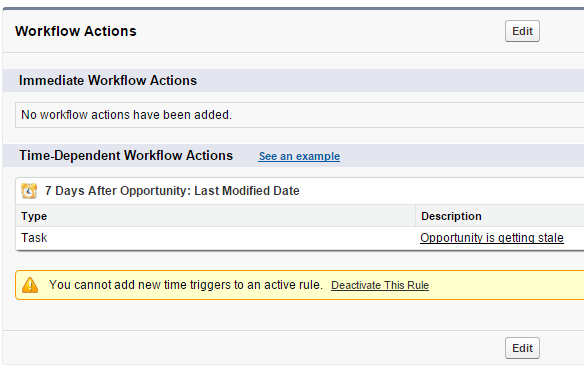 Workflow Actions Edit
Immediate Workflow Actions
No workflow actions have been added.
Time-Dependent Workflow Actions See an example
7 Days After Opportunity: Last Modified Date
Type Description
Task Opportunity is getting stale
You cannot add new time triggers to an active rule. Deactivate This Rule
Edit